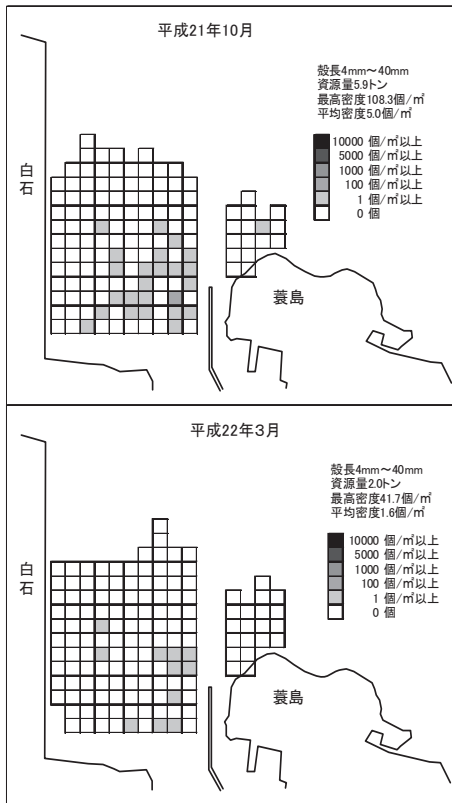 平成21年10月
殻長4mm～40mm
資源量5.9トン
最高密度108.3個/㎡
平均密度5.0個/㎡
10000 個/㎡以上
5000 個/㎡以上
1000 個/㎡以上
100 個/㎡以上
1 個/㎡以上
0 個
白石
蓑島
平成22年3月
殻長4mm～40mm
資源量2.0トン
最高密度41.7個/㎡
平均密度1.6個/㎡
10000 個/㎡以上
5000 個/㎡以上
1000 個/㎡以上
100 個/㎡以上
1 個/㎡以上
0 個
白石
蓑島